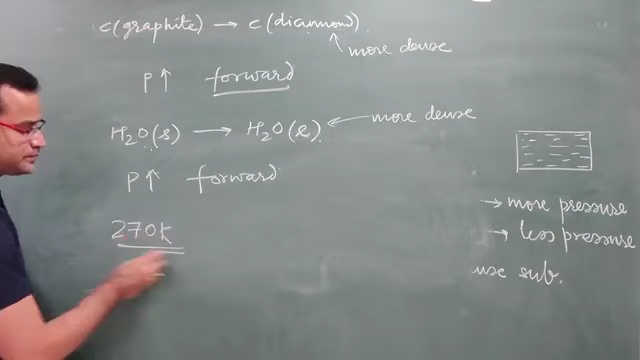 c(graphite) → c(diamond).
more dense
P↑ forward
H₂O(s) → H₂O(l).
more dense
P↑ forward
270K
→ more pressure
→ less pressure
use sub.